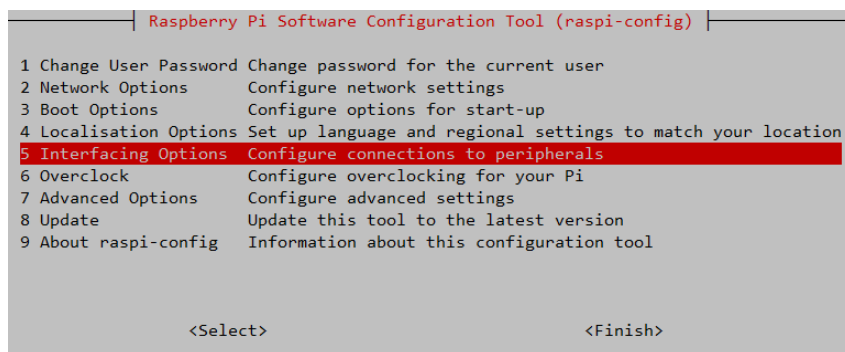 Raspberry Pi Software Configuration Tool (raspi-config)
1 Change User Password Change password for the current user
2 Network Options Configure network settings
3 Boot Options Configure options for start-up
4 Localisation Options Set up language and regional settings to match your location
5 Interfacing Options Configure connections to peripherals
6 Overclock Configure overclocking for your Pi
7 Advanced Options Configure advanced settings
8 Update Update this tool to the latest version
9 About raspi-config Information about this configuration tool
<Select> <Finish>